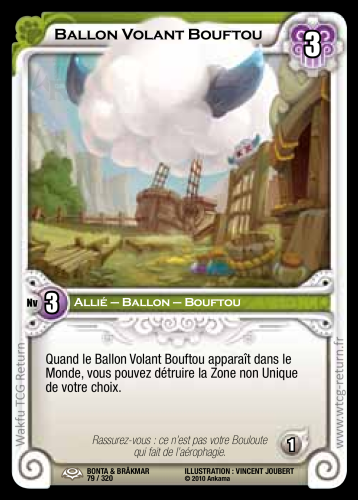 BALLON VOLANT BOUFTOU
3
Nv 3 ALLIÉ – BALLON – BOUFTOU
Quand le Ballon Volant Bouftou apparaît dans le
Monde, vous pouvez détruire la Zone non Unique
de votre choix.
Rassurez-vous : ce n'est pas votre Bouloute
qui fait de l'aérophagie.
1
BONTA & BRÂKMAR
79 / 320
ILLUSTRATION : VINCENT JOUBERT
© 2010 Ankama
Wakfu TCG Return
www.wtcg-return.fr